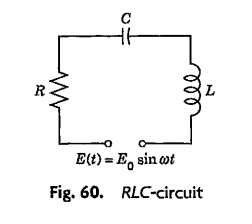 C
R
L
E(t) = E₀ sin ωt
Fig. 60. RLC-circuit